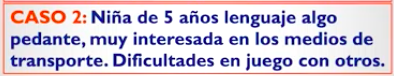 CASO 2: Niña de 5 años lenguaje algo
pedante, muy interesada en los medios de
transporte. Dificultades en juego con otros.